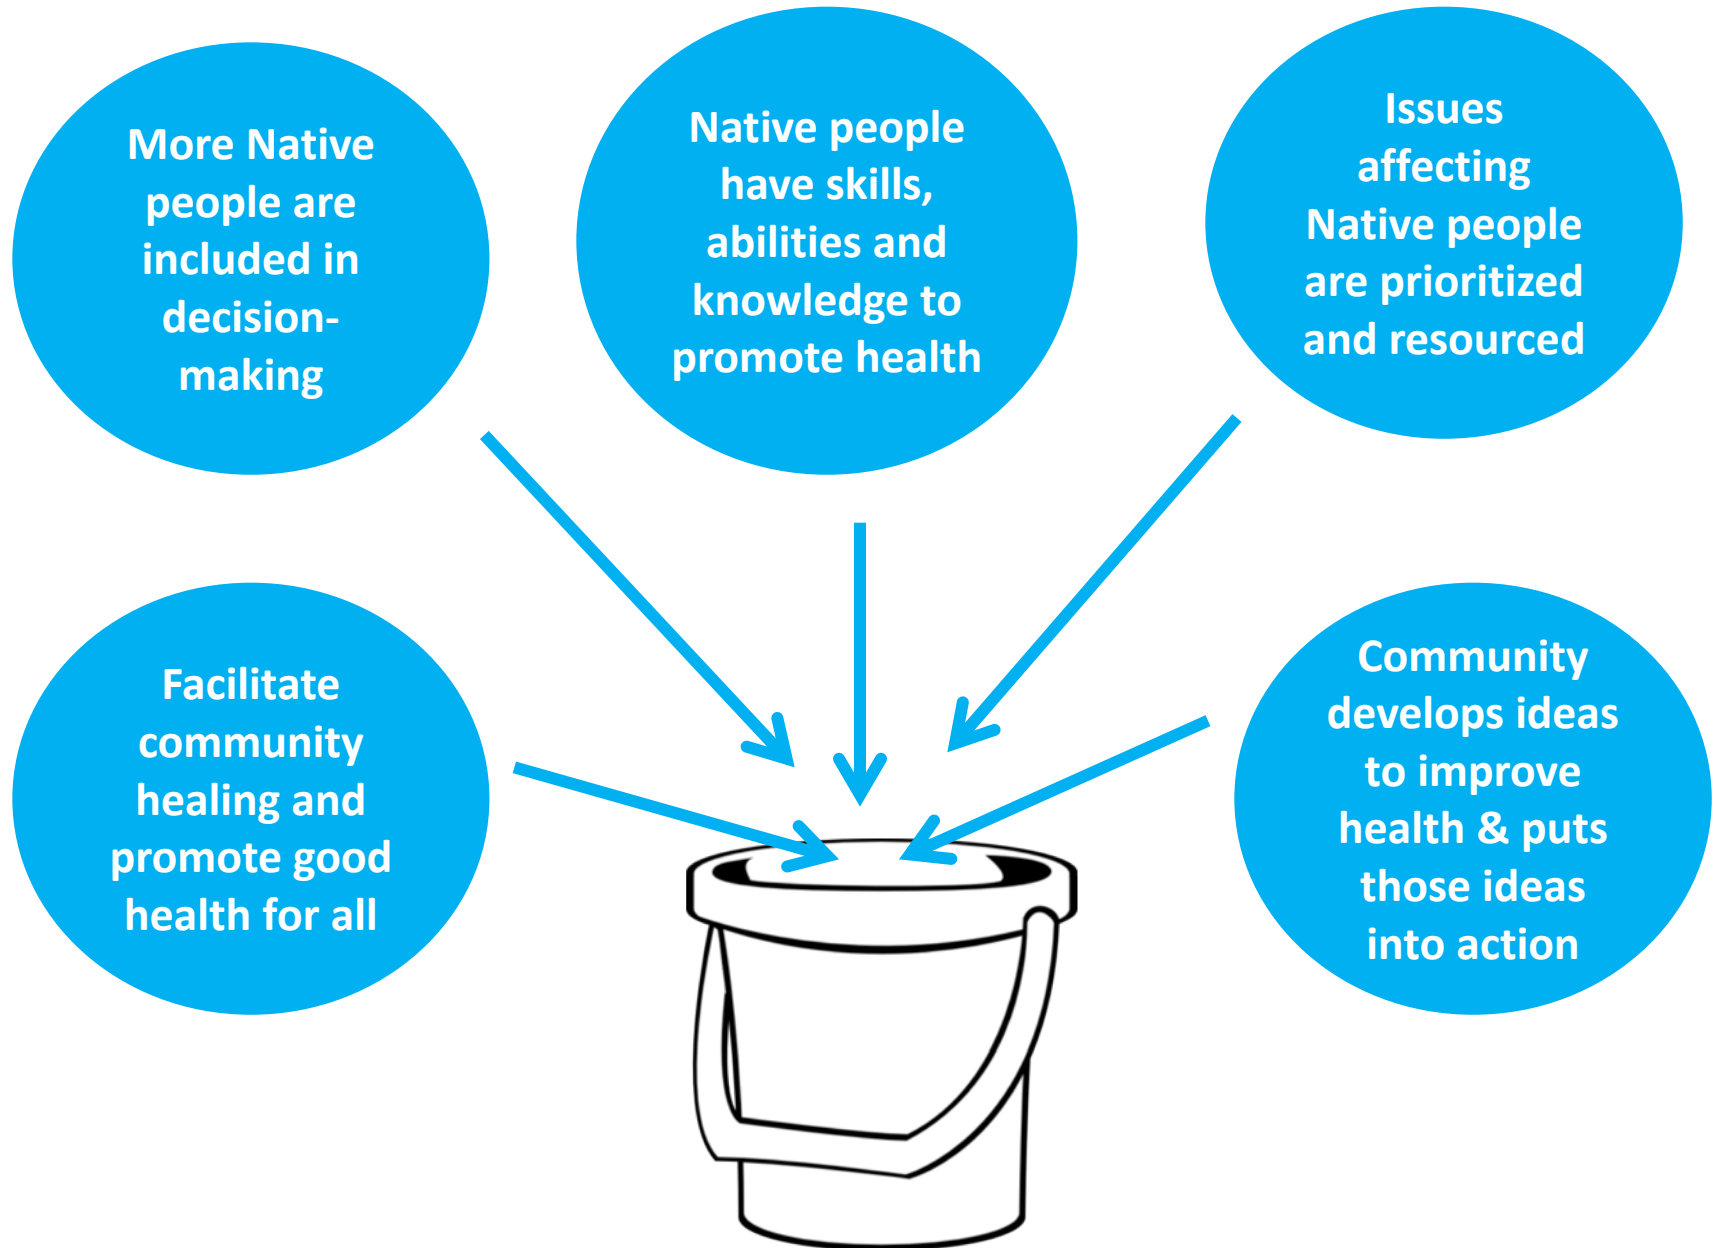 More Native
people are
included in
decision-
making
Native people
have skills,
abilities and
knowledge to
promote health
Issues
affecting
Native people
are prioritized
and resourced
Facilitate
community
healing and
promote good
health for all
Community
develops ideas
to improve
health & puts
those ideas
into action